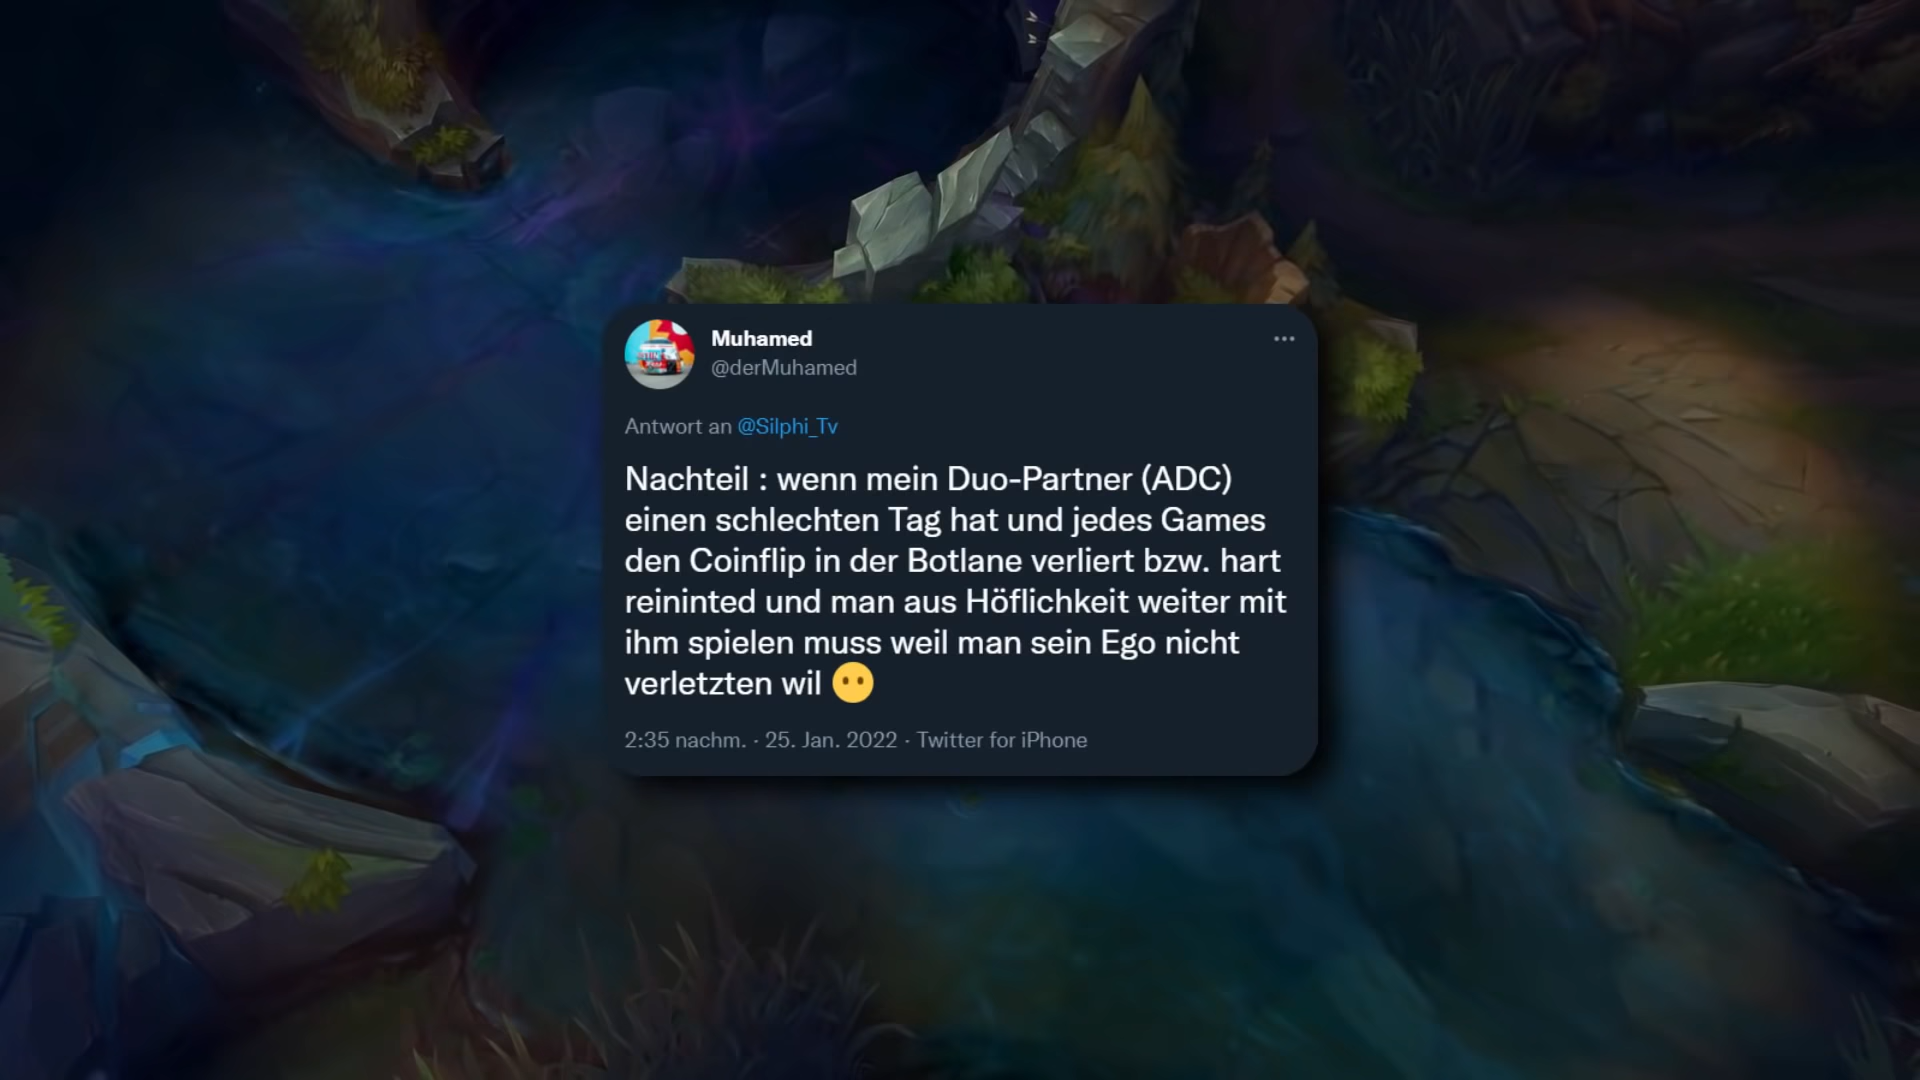 Muhamed
@derMuhamed
Antwort an @Silphi_Tv
Nachteil : wenn mein Duo-Partner (ADC)
einen schlechten Tag hat und jedes Games
den Coinflip in der Botlane verliert bzw. hart
reininted und man aus Höflichkeit weiter mit
ihm spielen muss weil man sein Ego nicht
verletzten wil 😶
2:35 nachm. · 25. Jan. 2022 · Twitter for iPhone